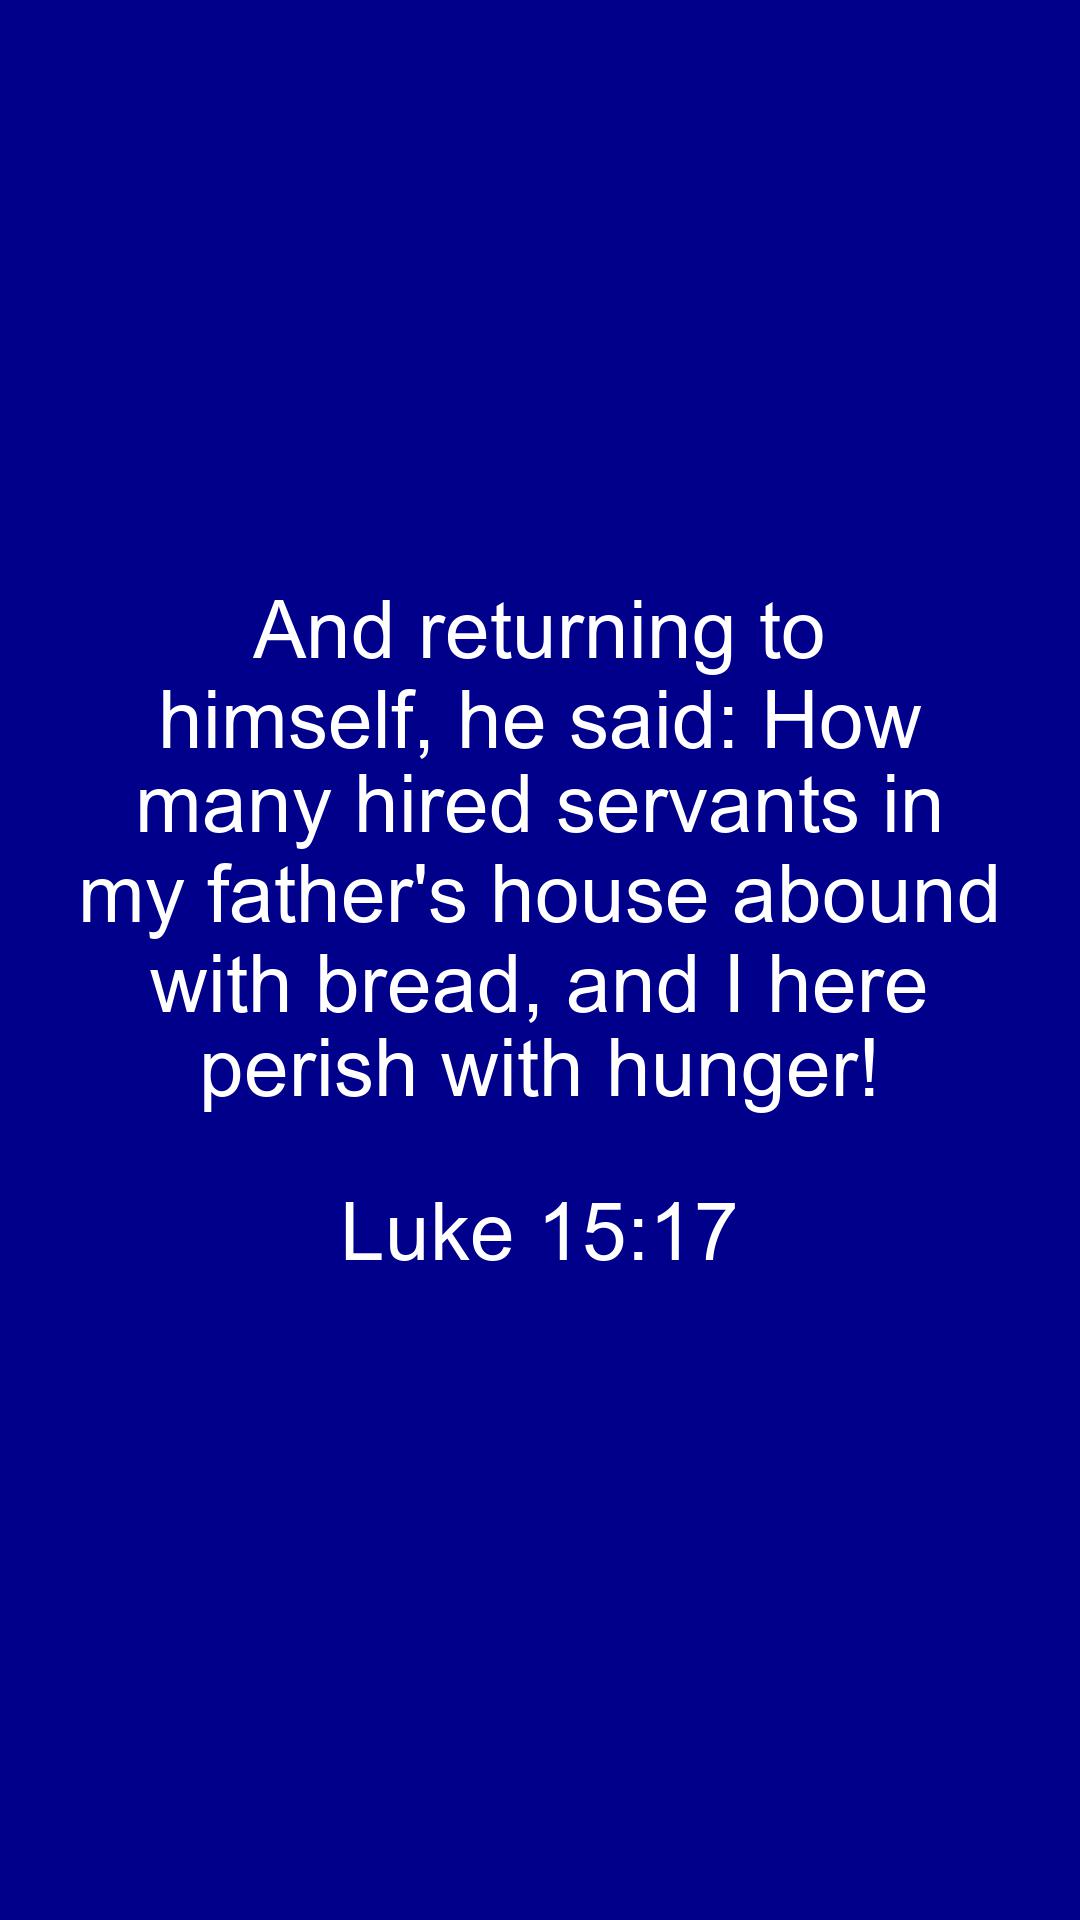 And returning to
himself, he said: How
many hired servants in
my father's house abound
with bread, and I here
perish with hunger!
Luke 15:17